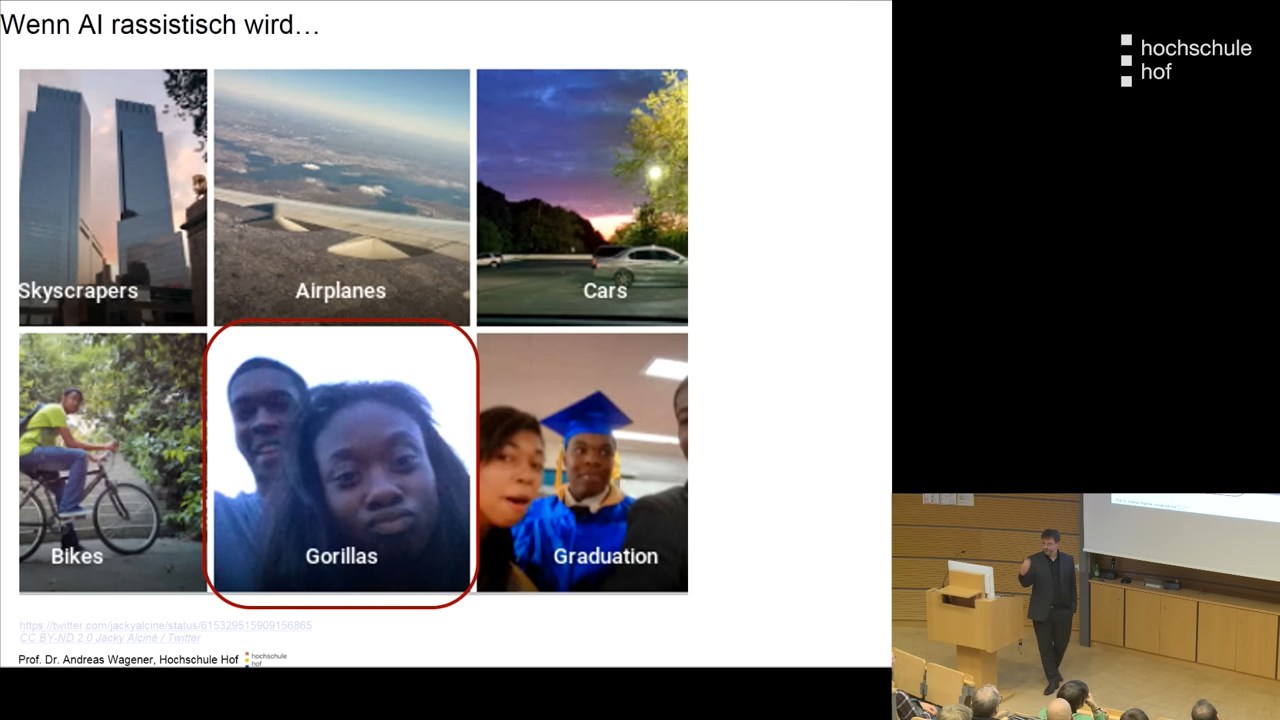 Wenn AI rassistisch wird…
hochschule
hof
Skyscrapers
Airplanes
Cars
Bikes
Gorillas
Graduation
https://twitter.com/jackyalcine/status/615329515909156865
CC BY-ND 2.0 Jacky Alciné / Twitter
Prof. Dr. Andreas Wagener, Hochschule Hof
hochschule
hof